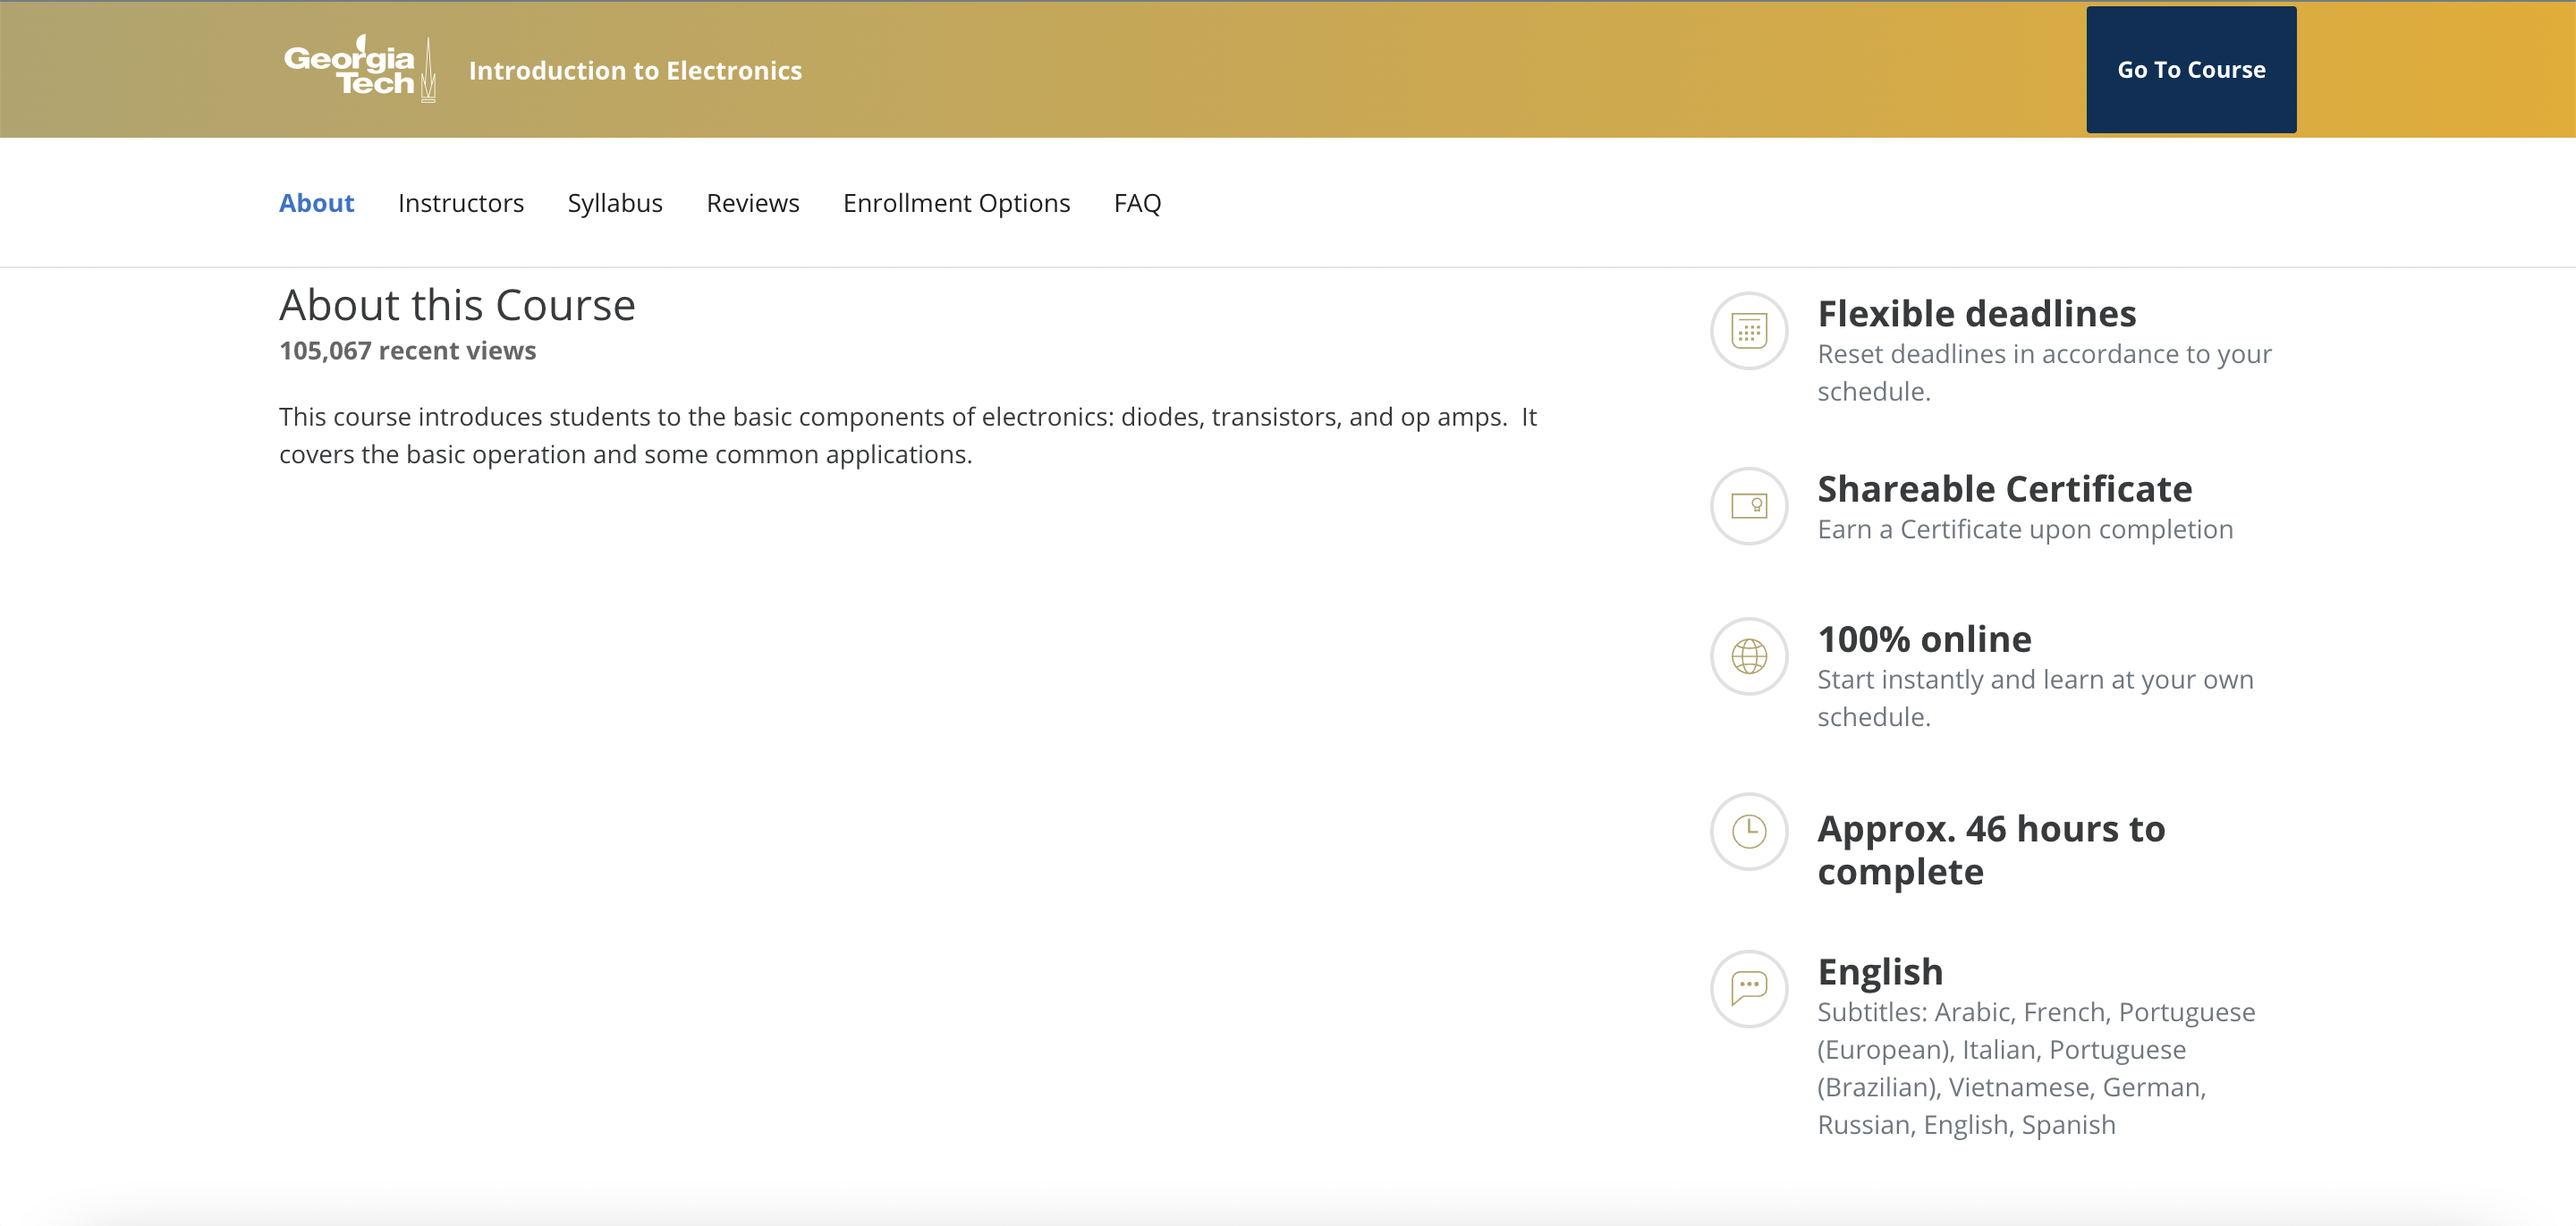 Georgia
Tech
Introduction to Electronics
Go To Course
About
Instructors
Syllabus
Reviews
Enrollment Options
FAQ
About this Course
105,067 recent views
This course introduces students to the basic components of electronics: diodes, transistors, and op amps.  It
covers the basic operation and some common applications.
Flexible deadlines
Reset deadlines in accordance to your
schedule.
Shareable Certificate
Earn a Certificate upon completion
100% online
Start instantly and learn at your own
schedule.
Approx. 46 hours to
complete
English
Subtitles: Arabic, French, Portuguese
(European), Italian, Portuguese
(Brazilian), Vietnamese, German,
Russian, English, Spanish